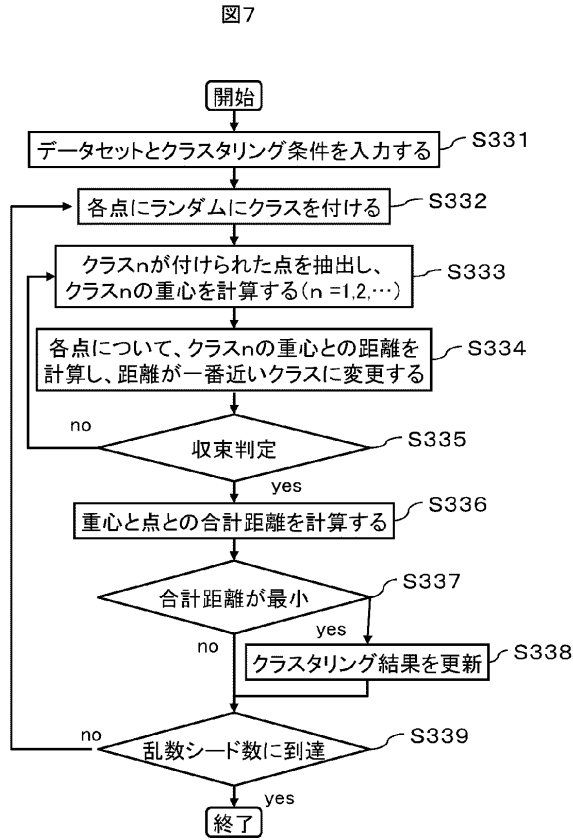 図7
開始
データセットとクラスタリング条件を入力する
S331
各点にランダムにクラスを付ける
S332
クラスnが付けられた点を抽出し、
クラスnの重心を計算する(n =1,2,…)
S333
各点について、クラスnの重心との距離を
計算し、距離が一番近いクラスに変更する
S334
no
収束判定
S335
yes
重心と点との合計距離を計算する
S336
合計距離が最小
S337
yes
no
クラスタリング結果を更新
S338
no
乱数シード数に到達
S339
yes
終了